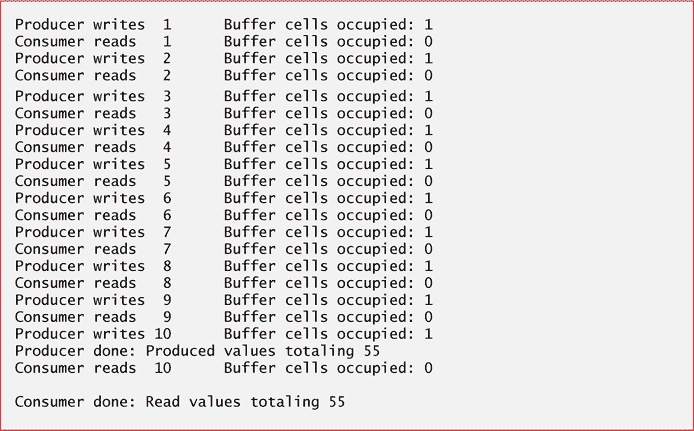 Producer writes  1      Buffer cells occupied: 1
Consumer reads   1      Buffer cells occupied: 0
Producer writes  2      Buffer cells occupied: 1
Consumer reads   2      Buffer cells occupied: 0
Producer writes  3      Buffer cells occupied: 1
Consumer reads   3      Buffer cells occupied: 0
Producer writes  4      Buffer cells occupied: 1
Consumer reads   4      Buffer cells occupied: 0
Producer writes  5      Buffer cells occupied: 1
Consumer reads   5      Buffer cells occupied: 0
Producer writes  6      Buffer cells occupied: 1
Consumer reads   6      Buffer cells occupied: 0
Producer writes  7      Buffer cells occupied: 1
Consumer reads   7      Buffer cells occupied: 0
Producer writes  8      Buffer cells occupied: 1
Consumer reads   8      Buffer cells occupied: 0
Producer writes  9      Buffer cells occupied: 1
Consumer reads   9      Buffer cells occupied: 0
Producer writes 10      Buffer cells occupied: 1
Producer done: Produced values totaling 55
Consumer reads  10      Buffer cells occupied: 0
Consumer done: Read values totaling 55